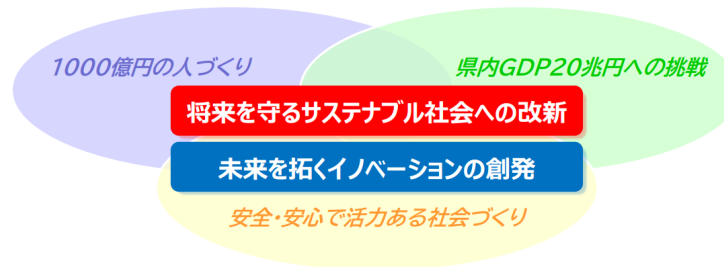 1000億円の人づくり
県内GDP20兆円への挑戦
将来を守るサステナブル社会への改新
未来を拓くイノベーションの創発
安全・安心で活力ある社会づくり